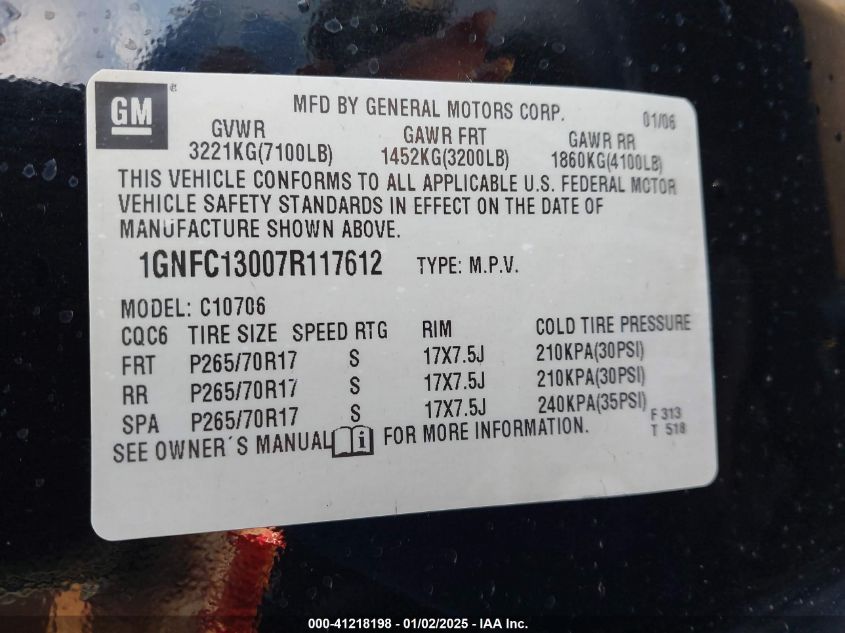 GM ®
MFD BY GENERAL MOTORS CORP. 01/06
GVWR GAWR FRT GAWR RR
3221KG(7100LB) 1452KG(3200LB) 1860KG(4100LB)
THIS VEHICLE CONFORMS TO ALL APPLICABLE U.S. FEDERAL MOTOR
VEHICLE SAFETY STANDARDS IN EFFECT ON THE DATE OF
MANUFACTURE SHOWN ABOVE.
1GNFC13007R117612 TYPE: M.P.V.
MODEL: C10706
CQC6 TIRE SIZE SPEED RTG RIM COLD TIRE PRESSURE
FRT P265/70R17 S 17X7.5J 210KPA(30PSI)
RR P265/70R17 S 17X7.5J 210KPA(30PSI)
SPA P265/70R17 S 17X7.5J 240KPA(35PSI)
F 313
SEE OWNER´S MANUAL i FOR MORE INFORMATION.
T 518
000-41218198 - 01/02/2025 - IAA Inc.